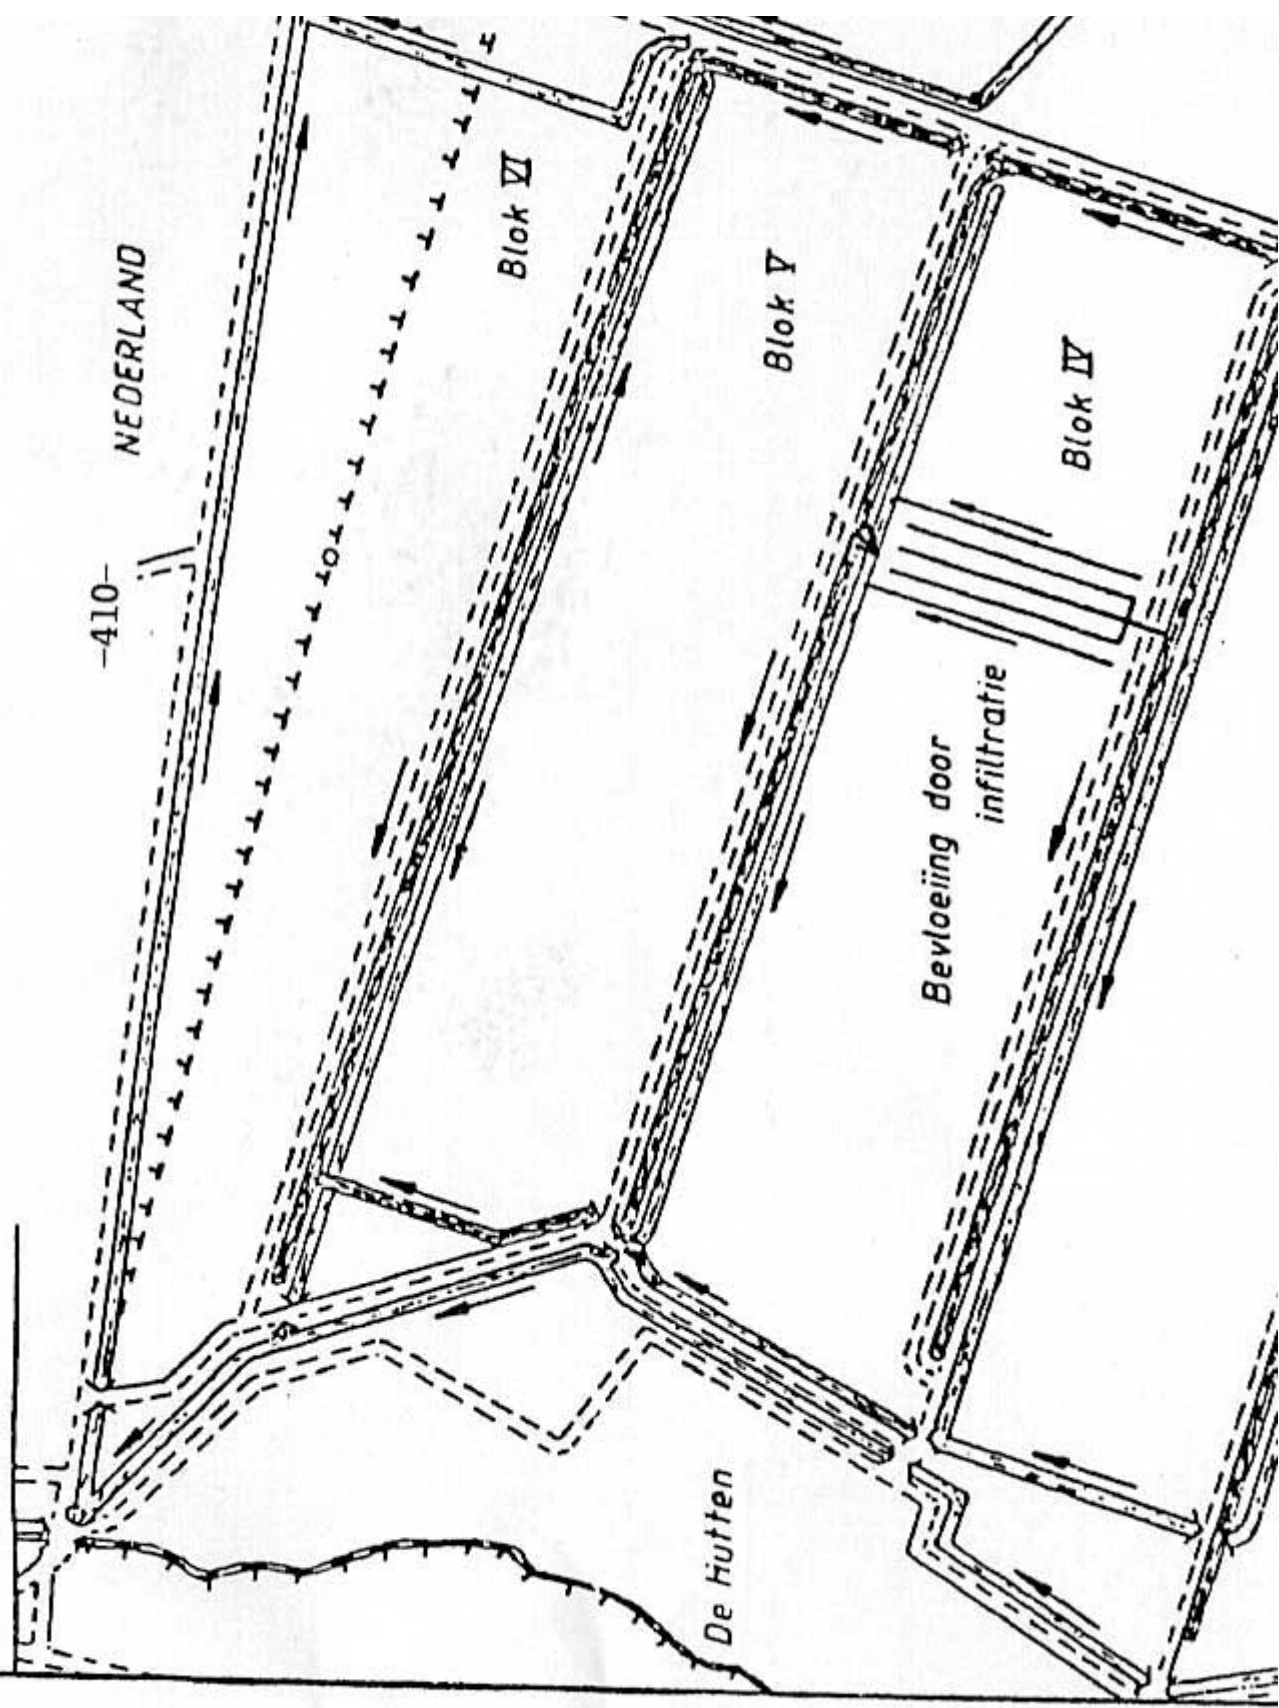 NEDERLAND
-410-
Blok VI
Blok V
Blok IV
Bevloeiing door
infiltratie
De Hutten